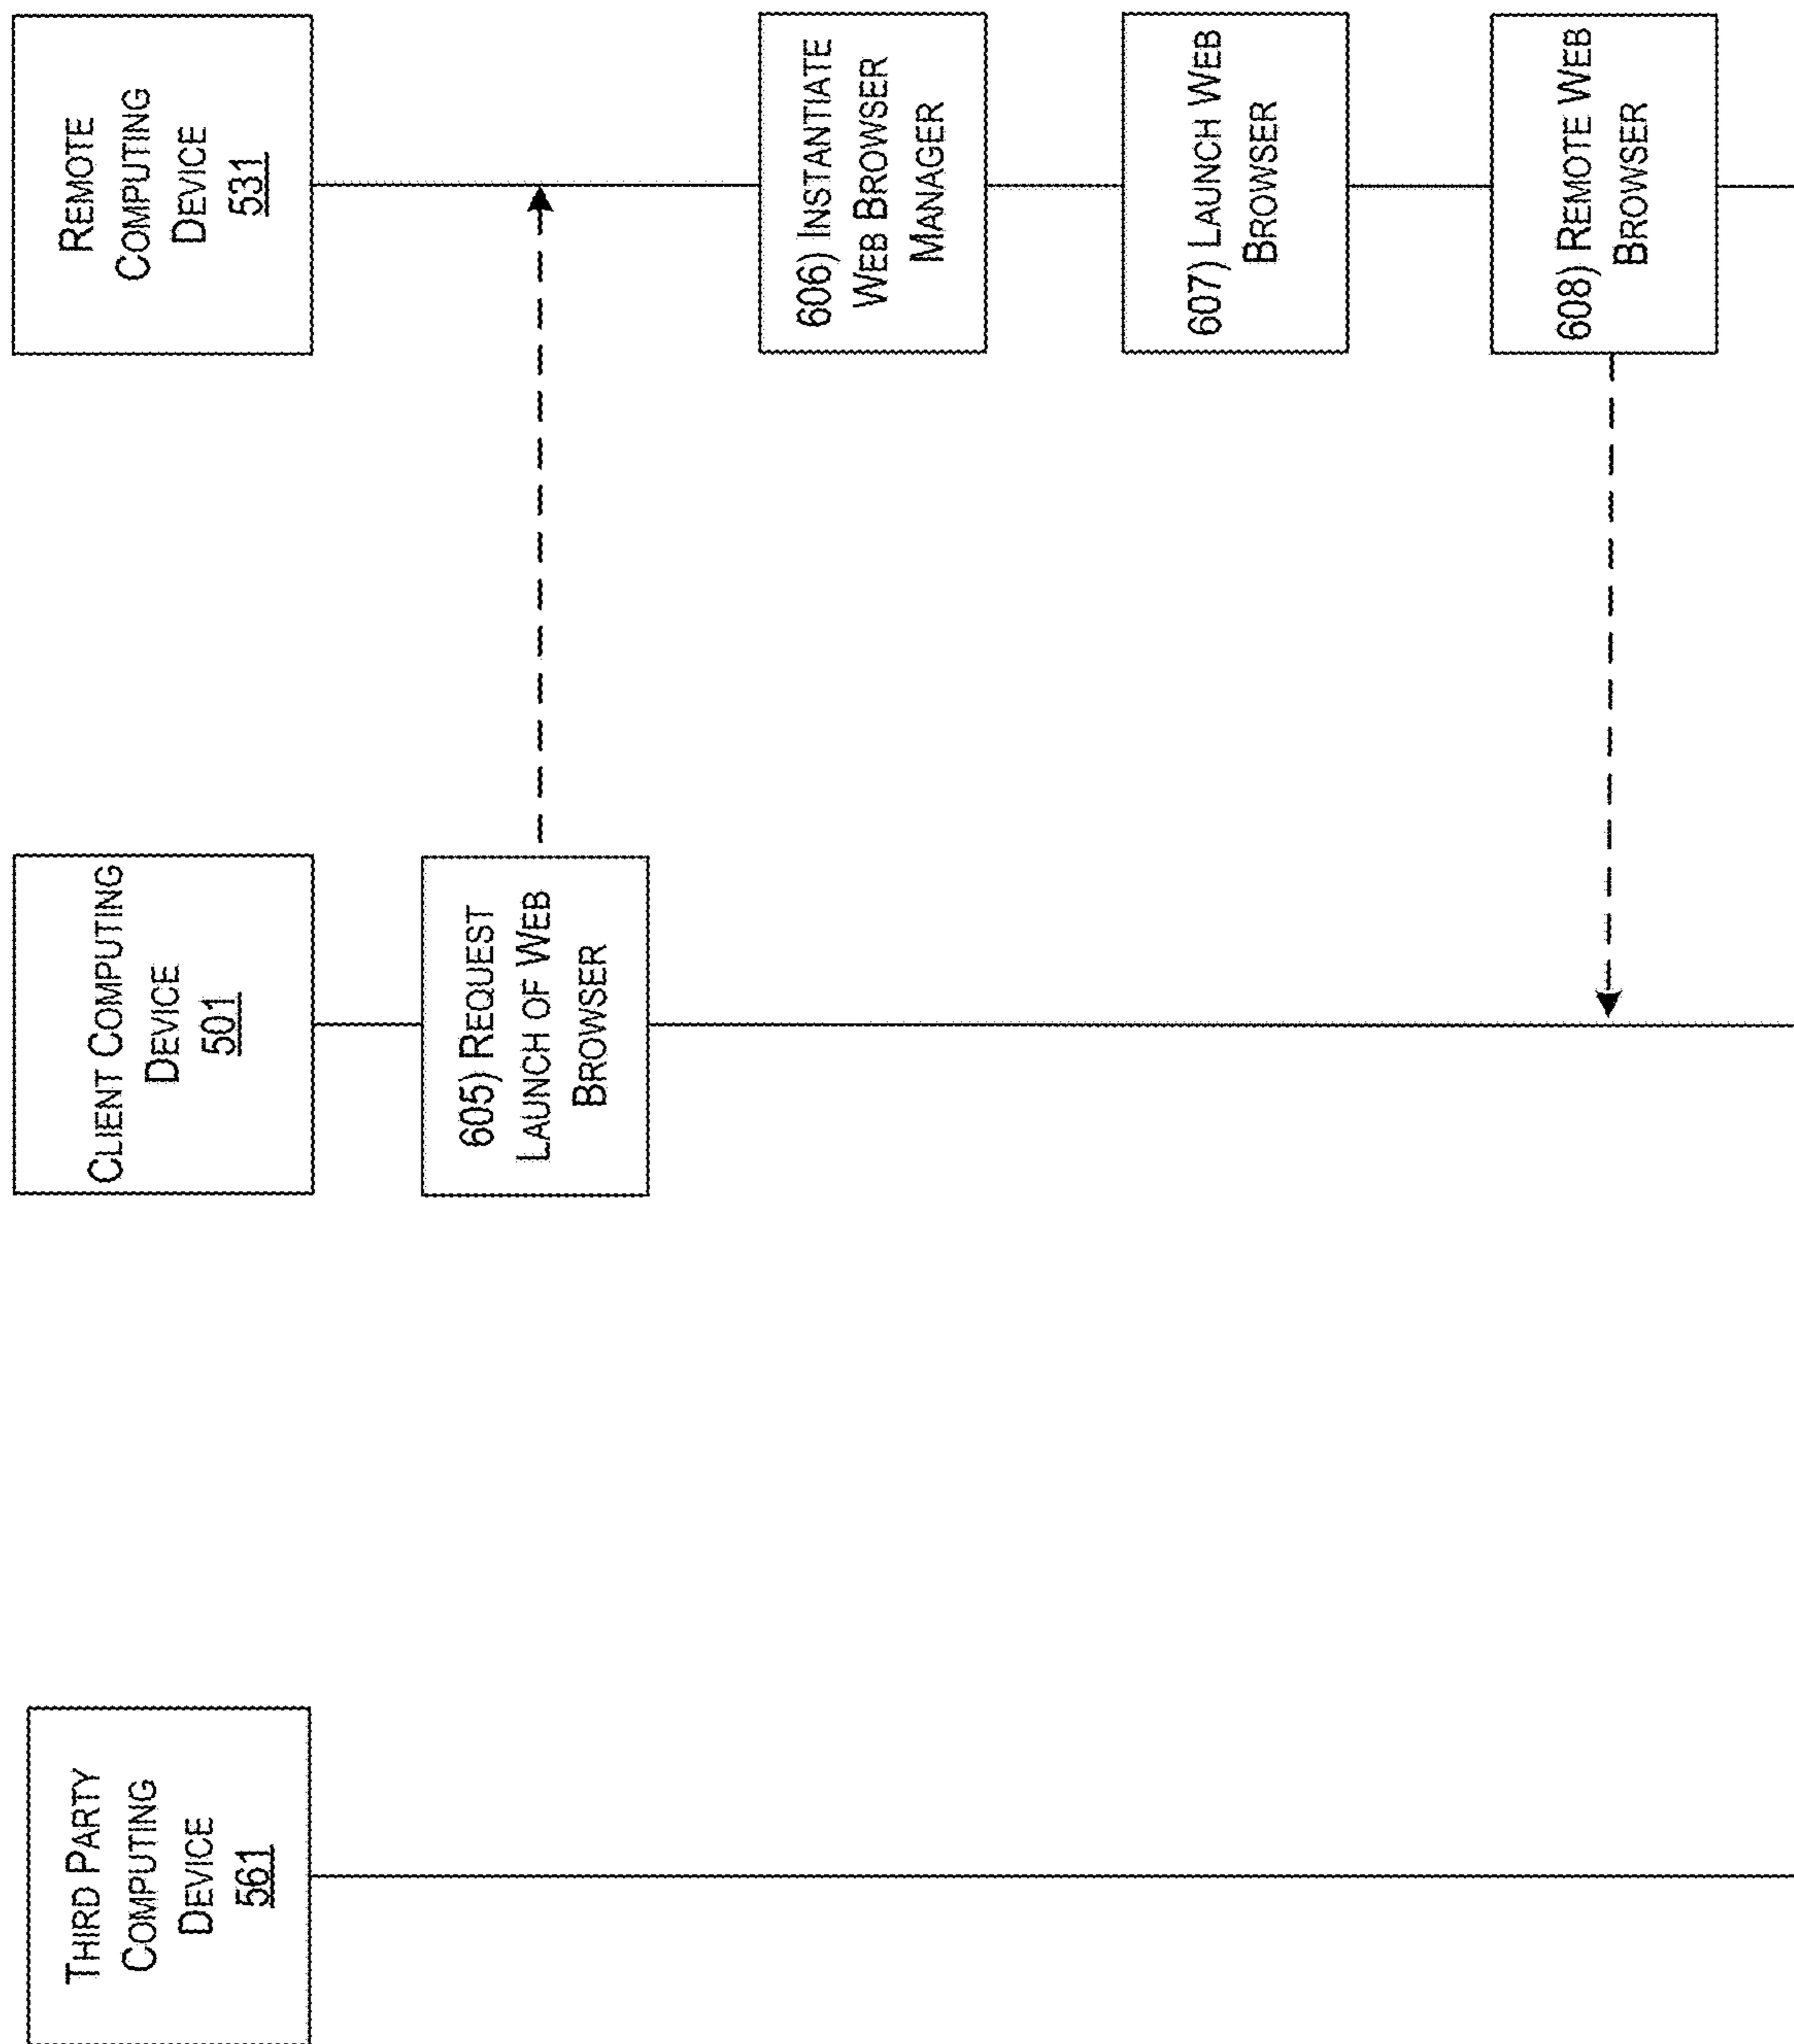 THIRD PARTY
COMPUTING
DEVICE
561
CLIENT COMPUTING
DEVICE
501
REMOTE
COMPUTING
DEVICE
531
605) REQUEST
LAUNCH OF WEB
BROWSER
606) INSTANTIATE
WEB BROWSER
MANAGER
607) LAUNCH WEB
BROWSER
608) REMOTE WEB
BROWSER